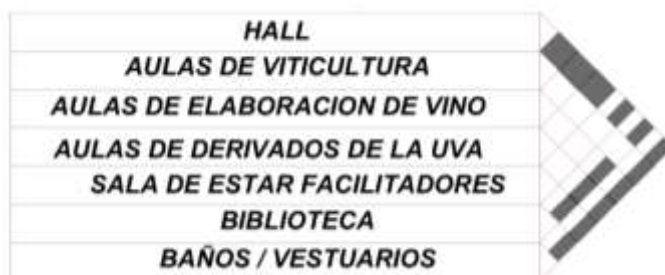 HALL
AULAS DE VITICULTURA
AULAS DE ELABORACION DE VINO
AULAS DE DERIVADOS DE LA UVA
SALA DE ESTAR FACILITADORES
BIBLIOTECA
BAÑOS / VESTUARIOS